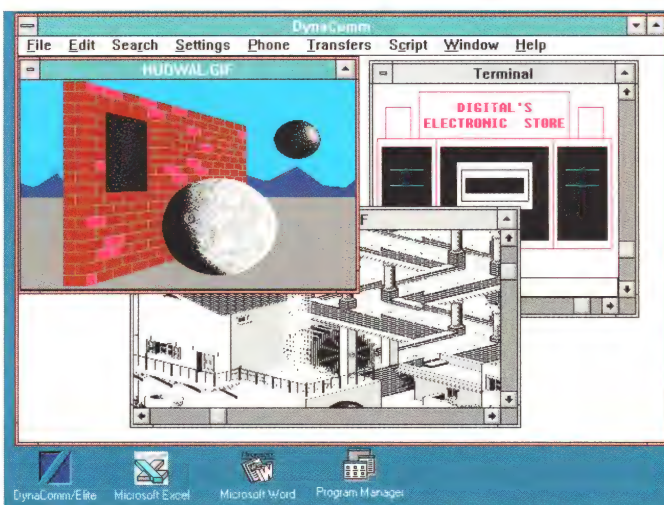 DynaComm
File Edit Search Settings Phone Transfers Script Window Help
HUDWAL.GIF
Terminal
DIGITAL'S
ELECTRONIC STORE
F
DynaComm/Elite Microsoft Excel Microsoft Word Program Manager